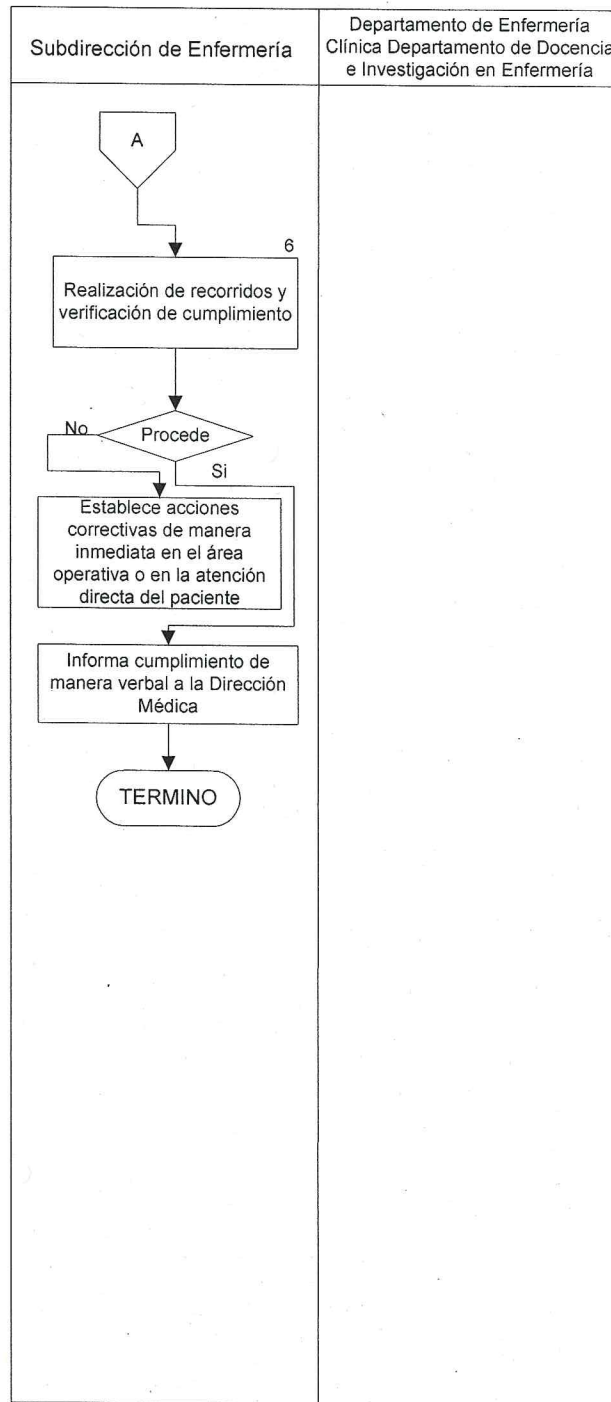 Subdirección de Enfermería
Departamento de Enfermería
Clínica Departamento de Docencia
e Investigación en Enfermería
A
6
Realización de recorridos y
verificación de cumplimiento
Procede
No
Si
Establece acciones
correctivas de manera
inmediata en el área
operativa o en la atención
directa del paciente
Informa cumplimiento de
manera verbal a la Dirección
Médica
TERMINO